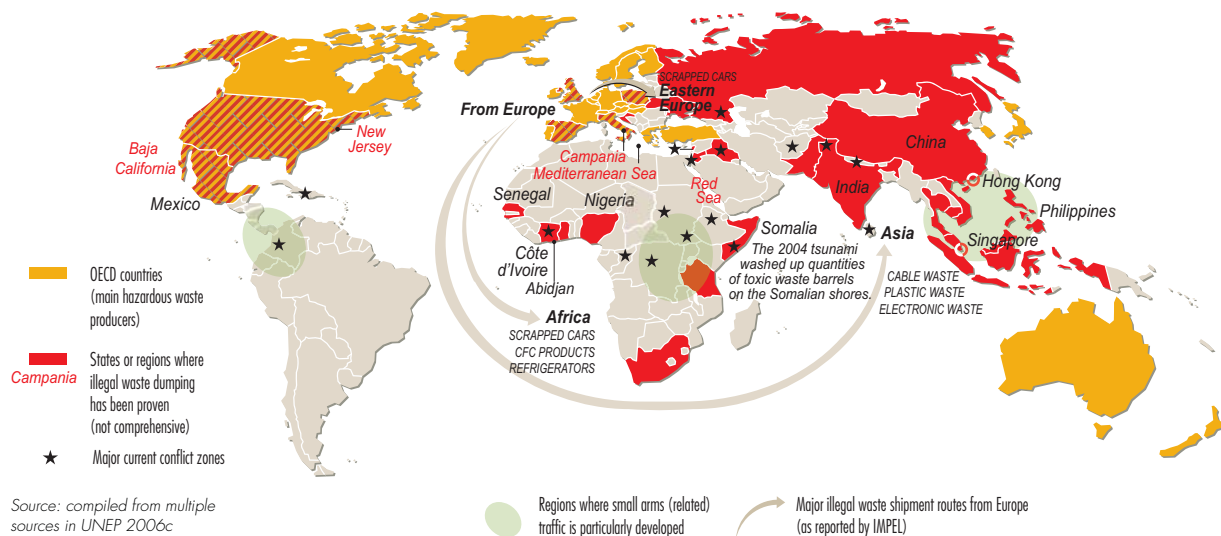 SCRAPPED CARS
Eastern
Europe
From Europe
New
Jersey
Baja
California
Campania
Mediterranean Sea
China
Red
Sea
India
Hong Kong
Mexico
Senegal
Nigeria
Philippines
Somalia
Asia
Singapore
The 2004 tsunami
washed up quantities
of toxic waste barrels
on the Somalian shores.
Côte
d'Ivoire
Abidjan
CABLE WASTE
PLASTIC WASTE
ELECTRONIC WASTE
Africa
SCRAPPED CARS
CFC PRODUCTS
REFRIGERATORS
OECD countries
(main hazardous waste
producers)
Campania
States or regions where
illegal waste dumping
has been proven
(not comprehensive)
Major current conflict zones
Source: compiled from multiple
sources in UNEP 2006c
Regions where small arms (related)
traffic is particularly developed
Major illegal waste shipment routes from Europe
(as reported by IMPEL)